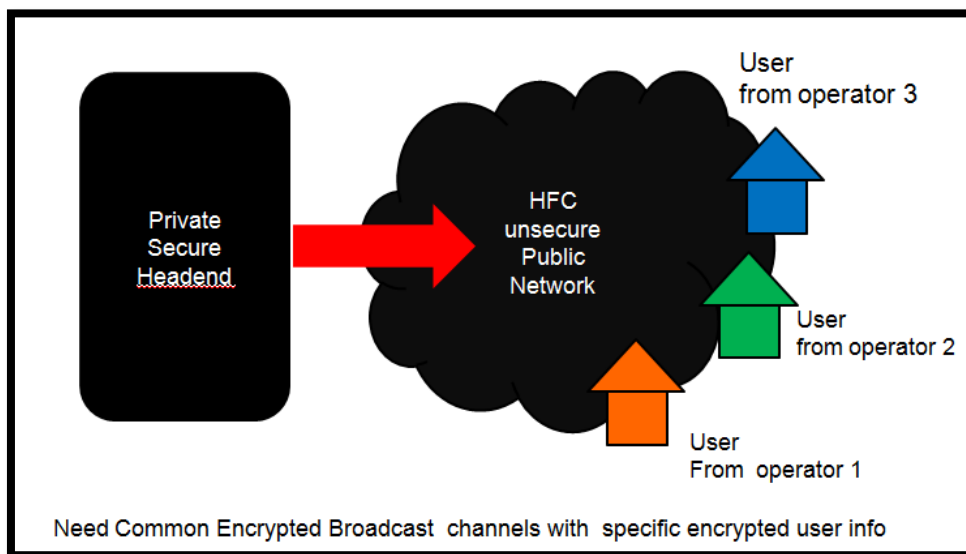 User
from operator 3
Private
Secure
Headend
HFC
unsecure
Public
Network
User
from operator 2
User
From operator 1
Need Common Encrypted Broadcast channels with specific encrypted user info